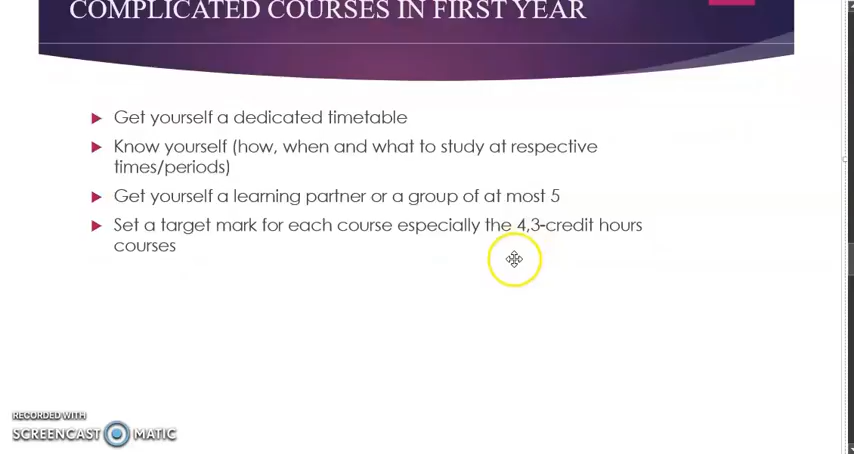 COMPLICATED COURSES IN FIRST YEAR
Get yourself a dedicated timetable
Know yourself (how, when and what to study at respective
times/periods)
Get yourself a learning partner or a group of at most 5
Set a target mark for each course especially the 4,3-credit hours
courses
RECORDED WITH
SCREENCAST MATIC